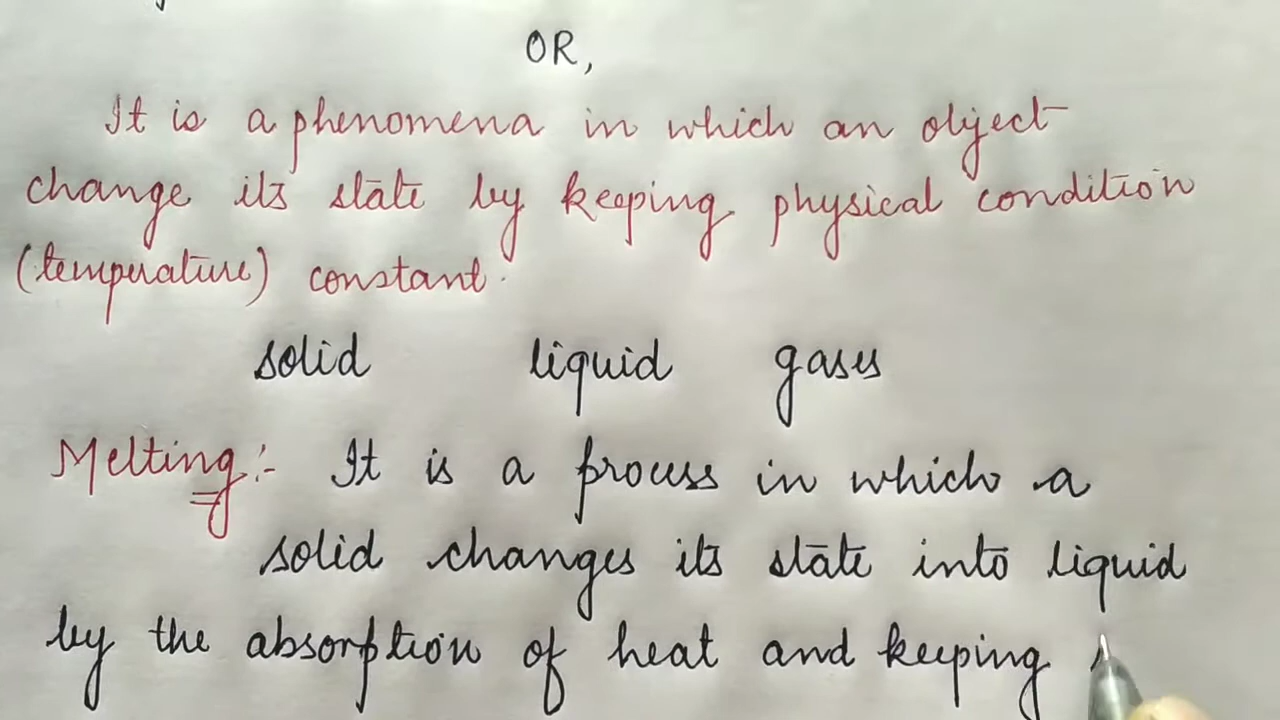 OR,
It is a phenomena in which an object
change its state by keeping physical condition
(temperature) constant.
solid liquid gases
Melting:- It is a process in which a
solid changes its state into liquid
by the absorption of heat and keeping